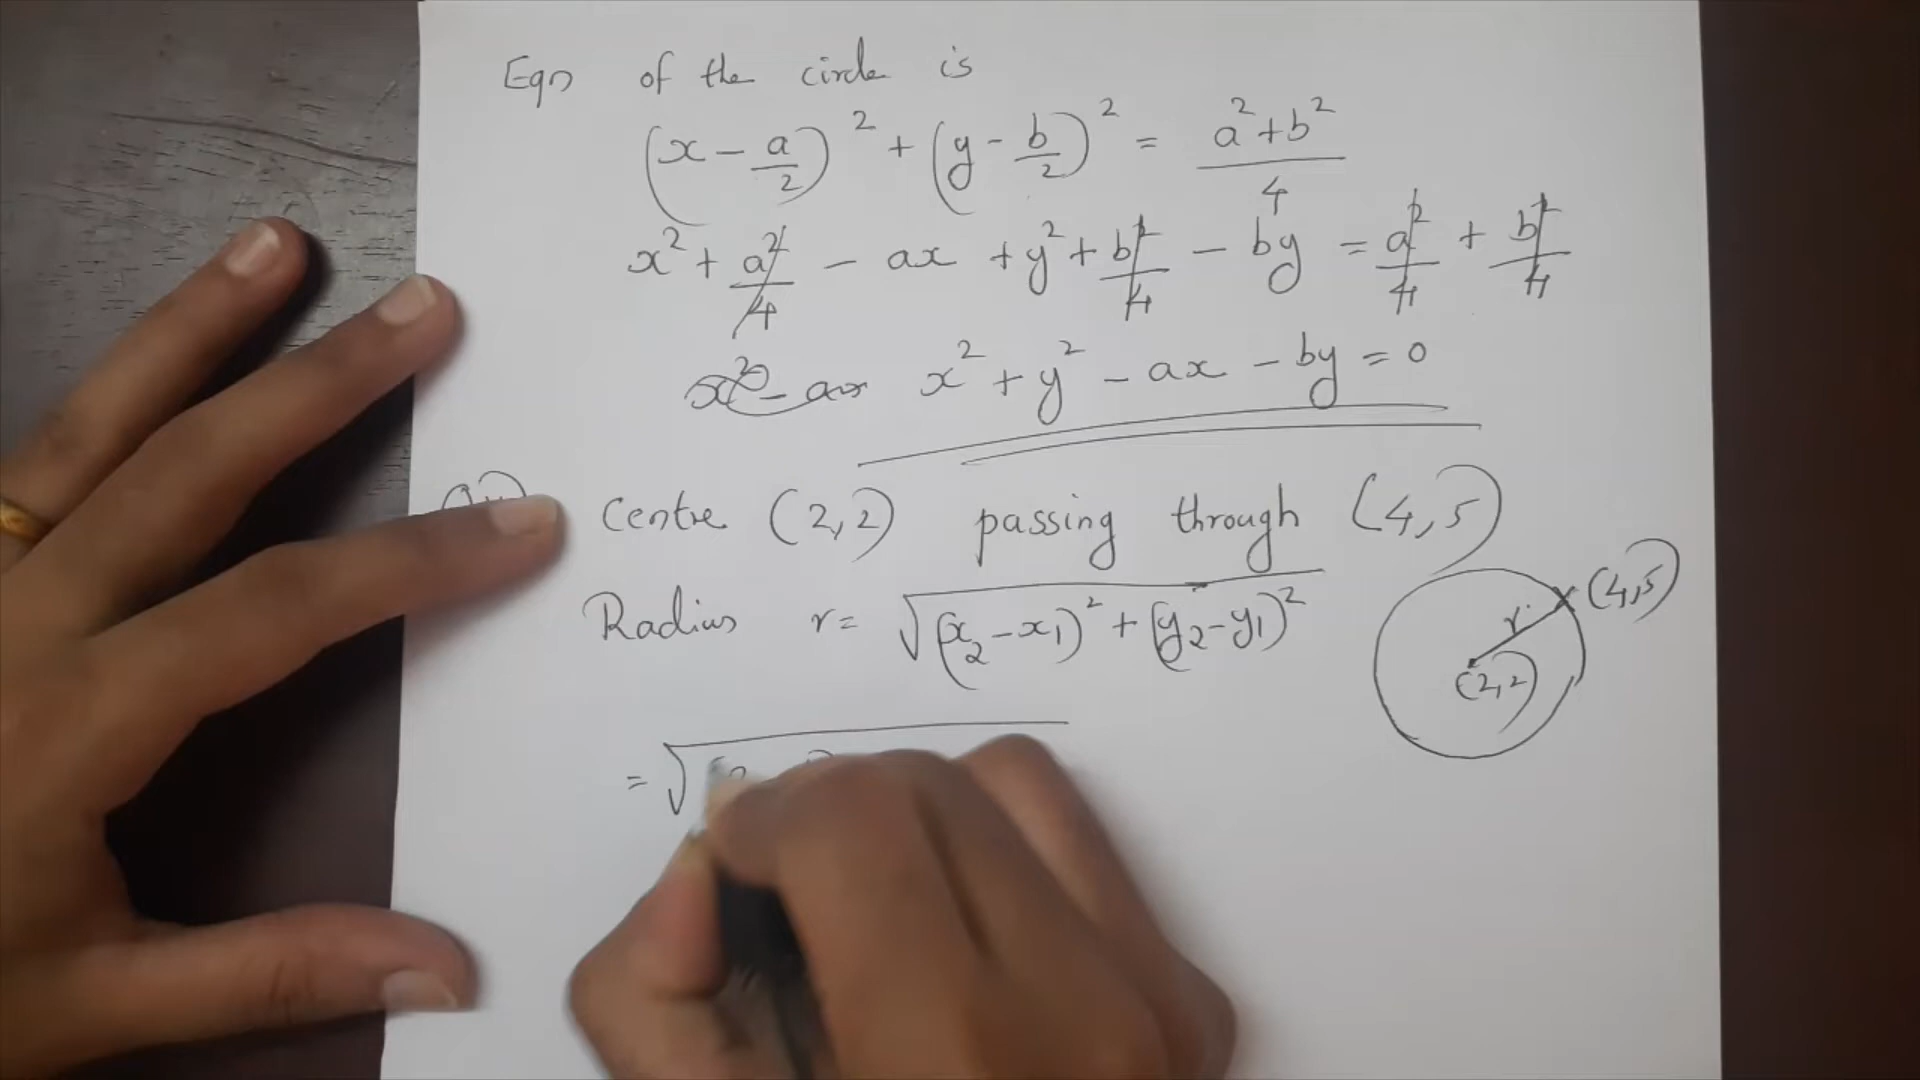 Eqn of the circle is
(x - a/2)² + (y - b/2)² = (a² + b²)/4
x² + a²/4 - ax + y² + b²/4 - by = a²/4 + b²/4
x² - ax x² + y² - ax - by = 0
Centre (2,2) passing through (4,5)
Radius r = √((x₂ - x₁)² + (y₂ - y₁)²)
(4,5)
r
(2,2)
= √